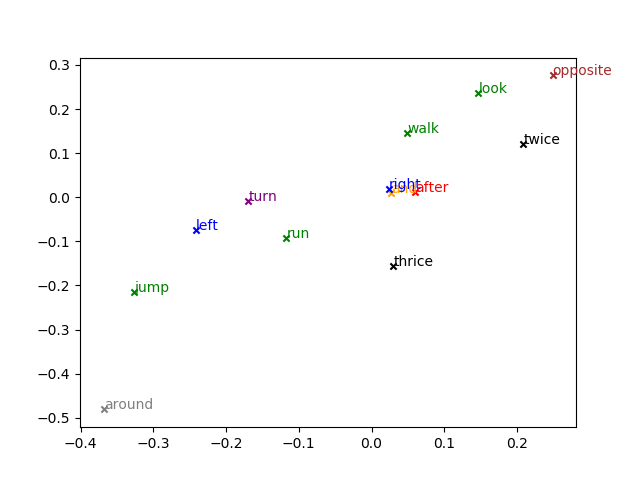 0.3
0.2
0.1
0.0
−0.1
−0.2
−0.3
−0.4
−0.5
opposite
look
walk
twice
right
and
after
turn
left
run
thrice
jump
around
−0.4 −0.3 −0.2 −0.1 0.0 0.1 0.2